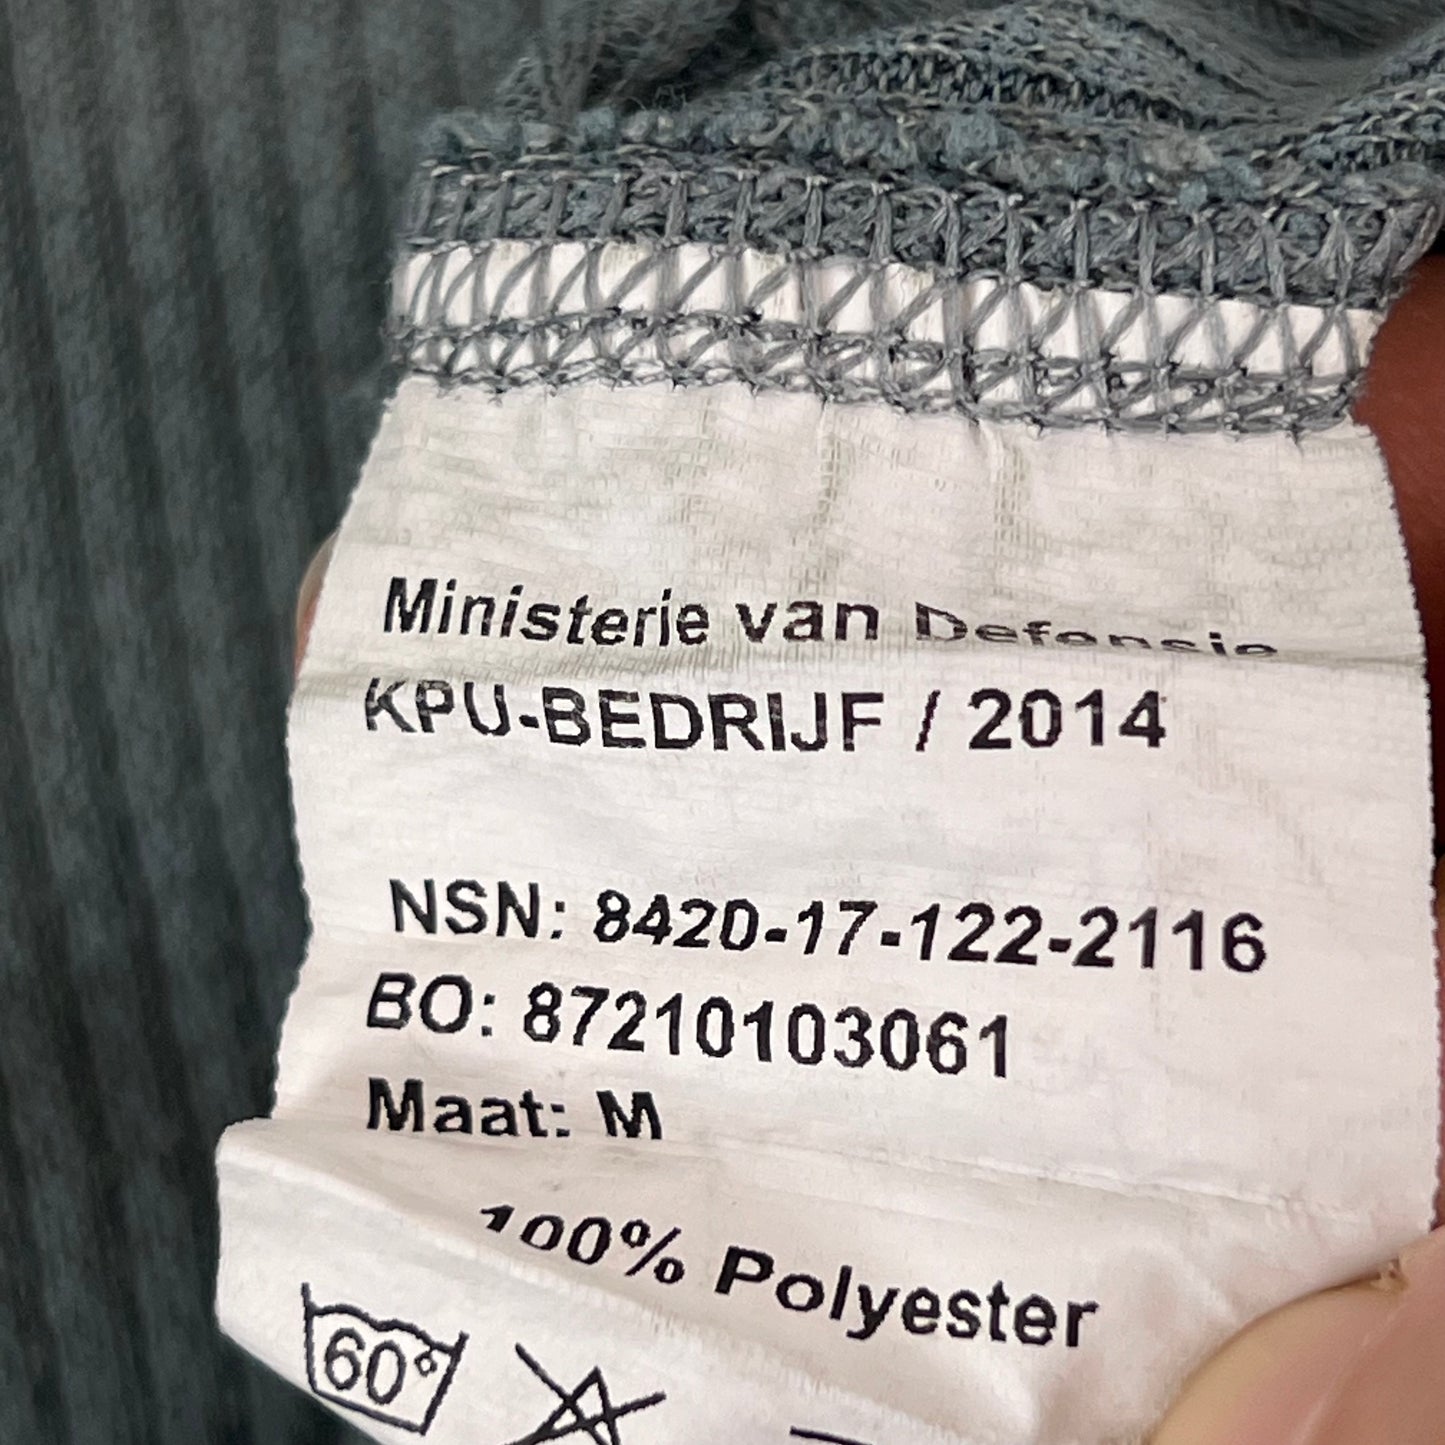 Ministerie van Defensie
KPU-BEDRIJF / 2014
NSN: 8420-17-122-2116
BO: 87210103061
Maat: M
100% Polyester
60°